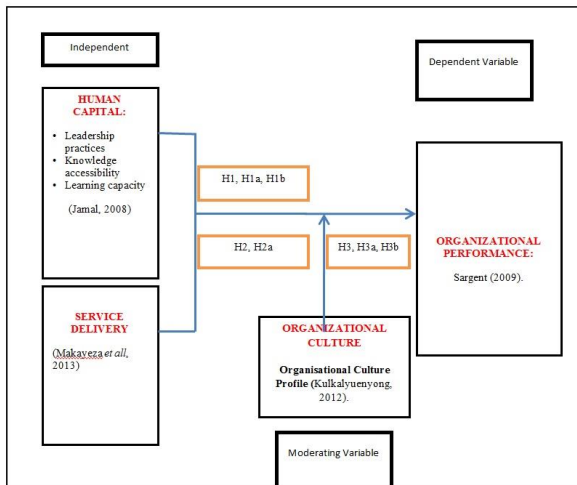 Independent
Dependent Variable
HUMAN
CAPITAL:
• Leadership
practices
• Knowledge
accessibility
• Learning capacity
(Jamal, 2008)
H1, H1a, H1b
H2, H2a
H3, H3a, H3b
ORGANIZATIONAL
PERFORMANCE:
Sargent (2009).
SERVICE
DELIVERY
(Makayeza et all,
2013)
ORGANIZATIONAL
CULTURE
Organisational Culture
Profile (Kulkalyuenyong,
2012).
Moderating Variable